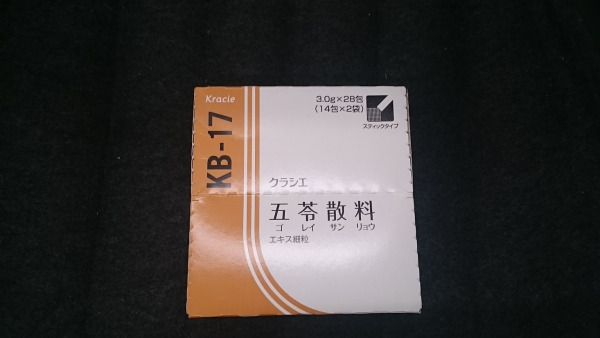 Kracie
KB-17
3.0g×28包
(14包×2袋)
スティックタイプ
クラシエ
五苓散料
ゴ レイ サン リョウ
エキス細粒